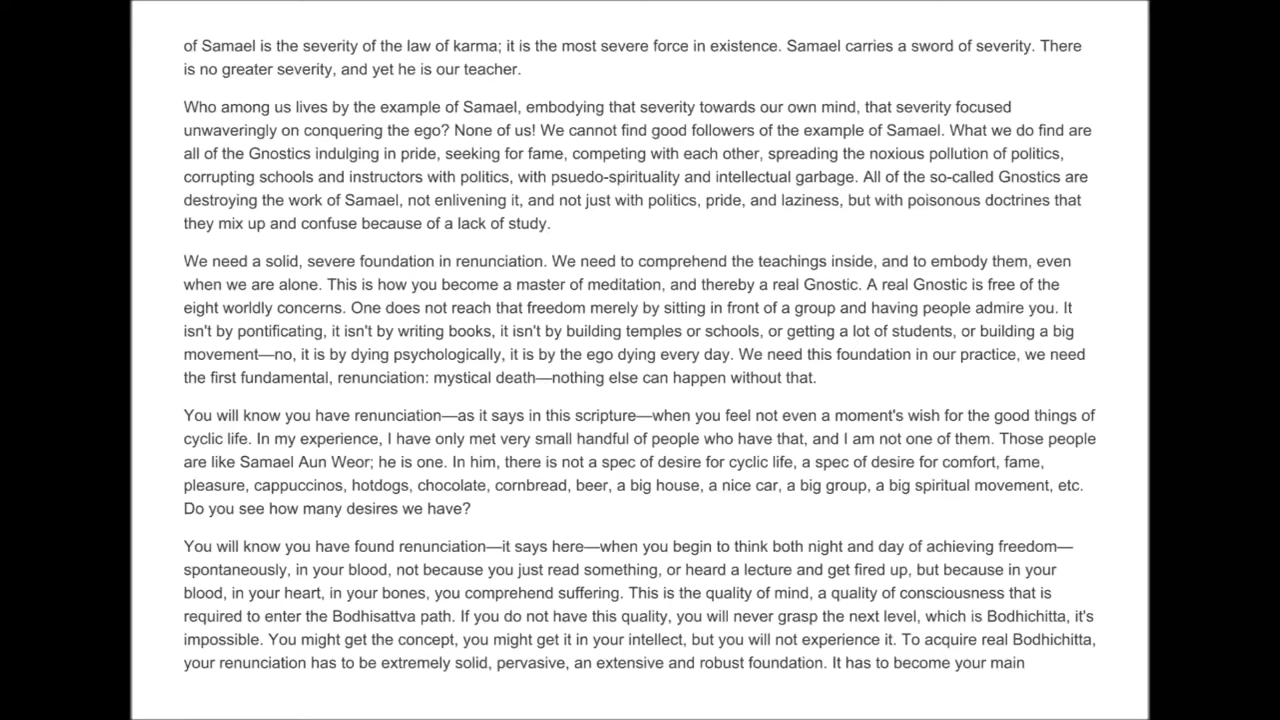 of Samael is the severity of the law of karma; it is the most severe force in existence. Samael carries a sword of severity. There
is no greater severity, and yet he is our teacher.
Who among us lives by the example of Samael, embodying that severity towards our own mind, that severity focused
unwaveringly on conquering the ego? None of us! We cannot find good followers of the example of Samael. What we do find are
all of the Gnostics indulging in pride, seeking for fame, competing with each other, spreading the noxious pollution of politics,
corrupting schools and instructors with politics, with psuedo-spirituality and intellectual garbage. All of the so-called Gnostics are
destroying the work of Samael, not enlivening it, and not just with politics, pride, and laziness, but with poisonous doctrines that
they mix up and confuse because of a lack of study.
We need a solid, severe foundation in renunciation. We need to comprehend the teachings inside, and to embody them, even
when we are alone. This is how you become a master of meditation, and thereby a real Gnostic. A real Gnostic is free of the
eight worldly concerns. One does not reach that freedom merely by sitting in front of a group and having people admire you. It
isn't by pontificating, it isn't by writing books, it isn't by building temples or schools, or getting a lot of students, or building a big
movement—no, it is by dying psychologically, it is by the ego dying every day. We need this foundation in our practice, we need
the first fundamental, renunciation: mystical death—nothing else can happen without that.
You will know you have renunciation—as it says in this scripture—when you feel not even a moment's wish for the good things of
cyclic life. In my experience, I have only met very small handful of people who have that, and I am not one of them. Those people
are like Samael Aun Weor; he is one. In him, there is not a spec of desire for cyclic life, a spec of desire for comfort, fame,
pleasure, cappuccinos, hotdogs, chocolate, cornbread, beer, a big house, a nice car, a big group, a big spiritual movement, etc.
Do you see how many desires we have?
You will know you have found renunciation—it says here—when you begin to think both night and day of achieving freedom—
spontaneously, in your blood, not because you just read something, or heard a lecture and get fired up, but because in your
blood, in your heart, in your bones, you comprehend suffering. This is the quality of mind, a quality of consciousness that is
required to enter the Bodhisattva path. If you do not have this quality, you will never grasp the next level, which is Bodhichitta, it's
impossible. You might get the concept, you might get it in your intellect, but you will not experience it. To acquire real Bodhichitta,
your renunciation has to be extremely solid, pervasive, an extensive and robust foundation. It has to become your main